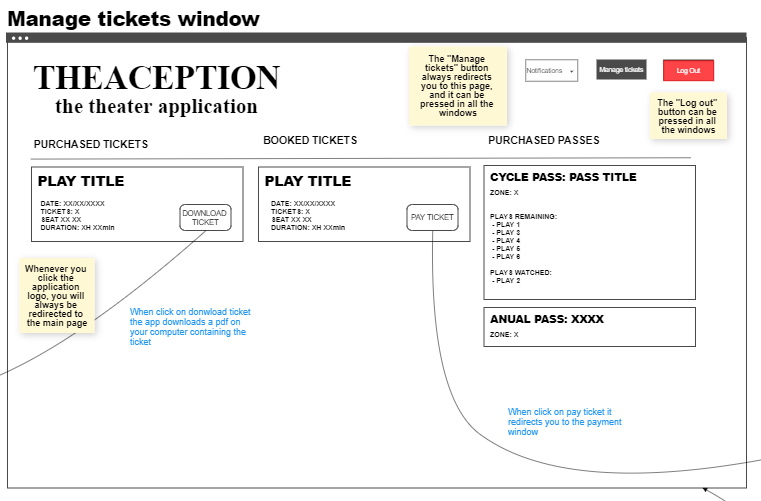 Manage tickets window
THEACEPTION
the theater application
The "Manage
tickets" button
always redirects
you to this page,
and it can be
pressed in all the
windows
Notifications
Manage tickets
Log Out
The "Log out"
button can be
pressed in all
the windows
PURCHASED TICKETS
BOOKED TICKETS
PURCHASED PASSES
PLAY TITLE
DATE: XX/XX/XXXX
TICKETS: X
SEAT XX XX
DURATION: XH XXmin
DOWNLOAD
TICKET
PLAY TITLE
DATE: XX/XX/XXXX
TICKETS: X
SEAT XX XX
DURATION: XH XXmin
PAY TICKET
CYCLE PASS: PASS TITLE
ZONE: X
PLAYS REMAINING:
- PLAY 1
- PLAY 3
- PLAY 4
- PLAY 5
- PLAY 6
PLAYS WATCHED:
- PLAY 2
ANUAL PASS: XXXX
ZONE: X
Whenever you
click the
application
logo, you will
always be
redirected to
the main page
When click on donwload ticket
the app downloads a pdf on
your computer containing the
ticket
When click on pay ticket it
redirects you to the payment
window